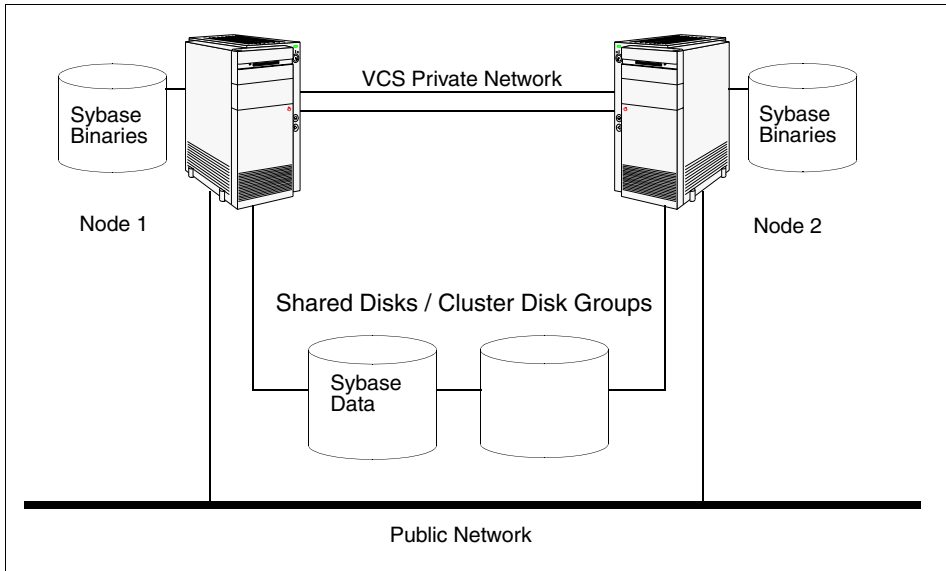 VCS Private Network
Sybase
Binaries
Sybase
Binaries
Node 1
Node 2
Shared Disks / Cluster Disk Groups
Sybase
Data
Public Network